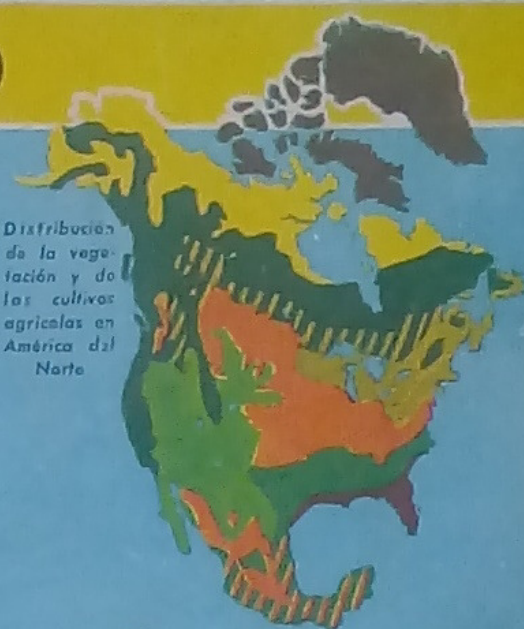 Distribución
de la vege-
tación y de
los cultivos
agrícolas en
América del
Norte